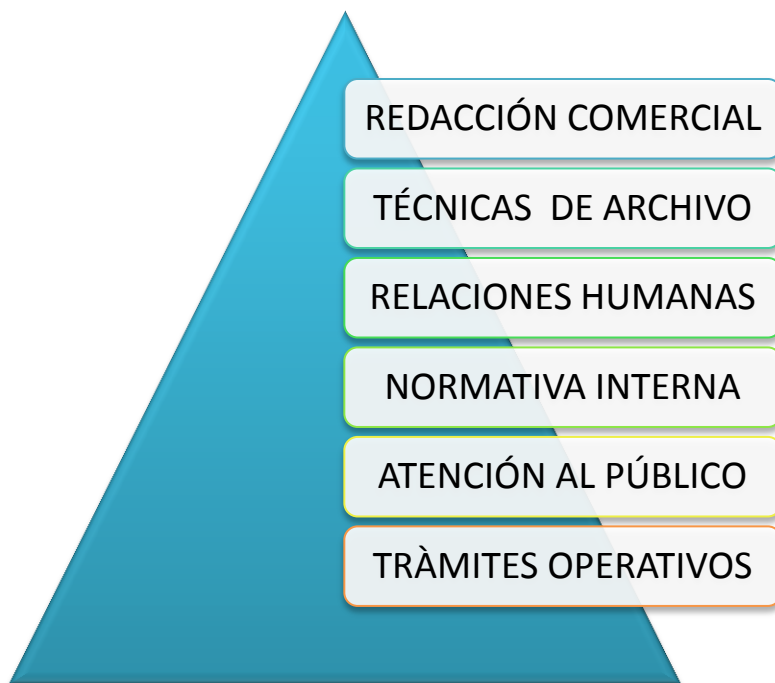 REDACCIÓN COMERCIAL
TÉCNICAS DE ARCHIVO
RELACIONES HUMANAS
NORMATIVA INTERNA
ATENCIÓN AL PÚBLICO
TRÀMITES OPERATIVOS